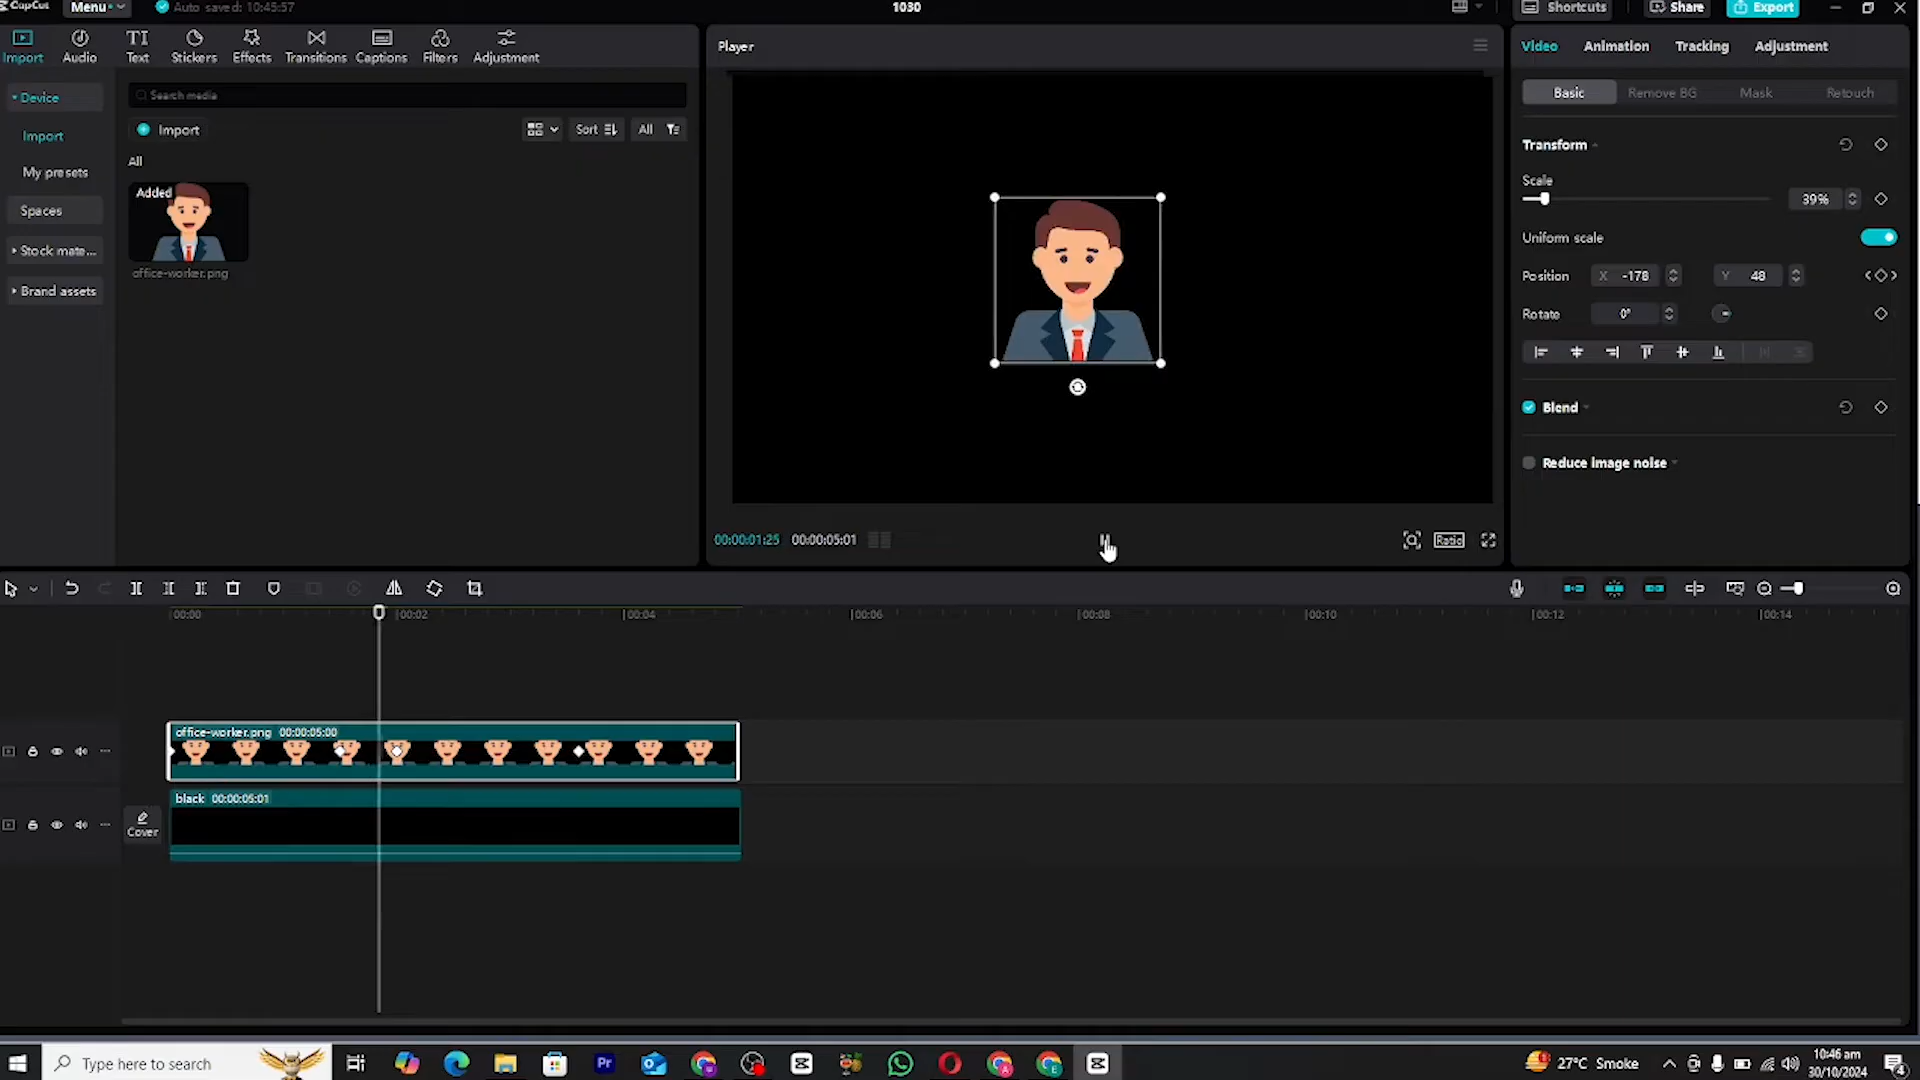 CapCut Menu Auto saved: 10:45:57 1030 Shortcuts Share Export
Import Audio Text Stickers Effects Transitions Captions Filters Adjustment
Device
Import
My presets
Spaces
Stock mate...
Brand assets
Search media
Import Sort All
All
Added
office-worker.png
Player
00:00:01:25 00:00:05:01 Ratio
Video Animation Tracking Adjustment
Basic Remove BG Mask Retouch
Transform
Scale
39%
Uniform scale
Position X -178 Y 48
Rotate 0°
Blend
Reduce image noise
00:00 00:02 00:04 00:06 00:08 00:10 00:12 00:14
office-worker.png 00:00:05:00
black 00:00:05:01
Cover
Type here to search
Pr
27°C Smoke
10:46 am
30/10/2024
4